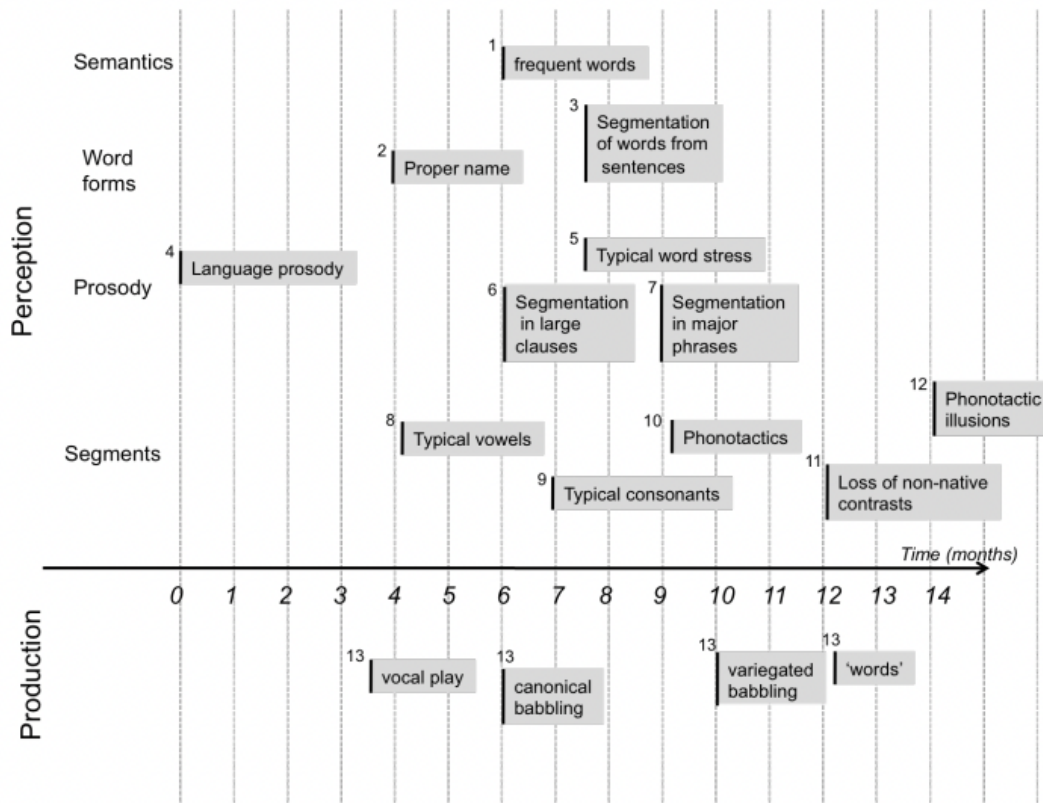 Semantics
1
frequent words
3
Segmentation
of words from
sentences
Word
forms
2
Proper name
Perception
4
Language prosody
Prosody
5
Typical word stress
6
Segmentation
in large
clauses
7
Segmentation
in major
phrases
12
Phonotactic
illusions
Segments
8
Typical vowels
10
Phonotactics
9
Typical consonants
11
Loss of non-native
contrasts
Time (months)
0 1 2 3 4 5 6 7 8 9 10 11 12 13 14
Production
13
vocal play
13
canonical
babbling
13
variegated
babbling
13
‘words’